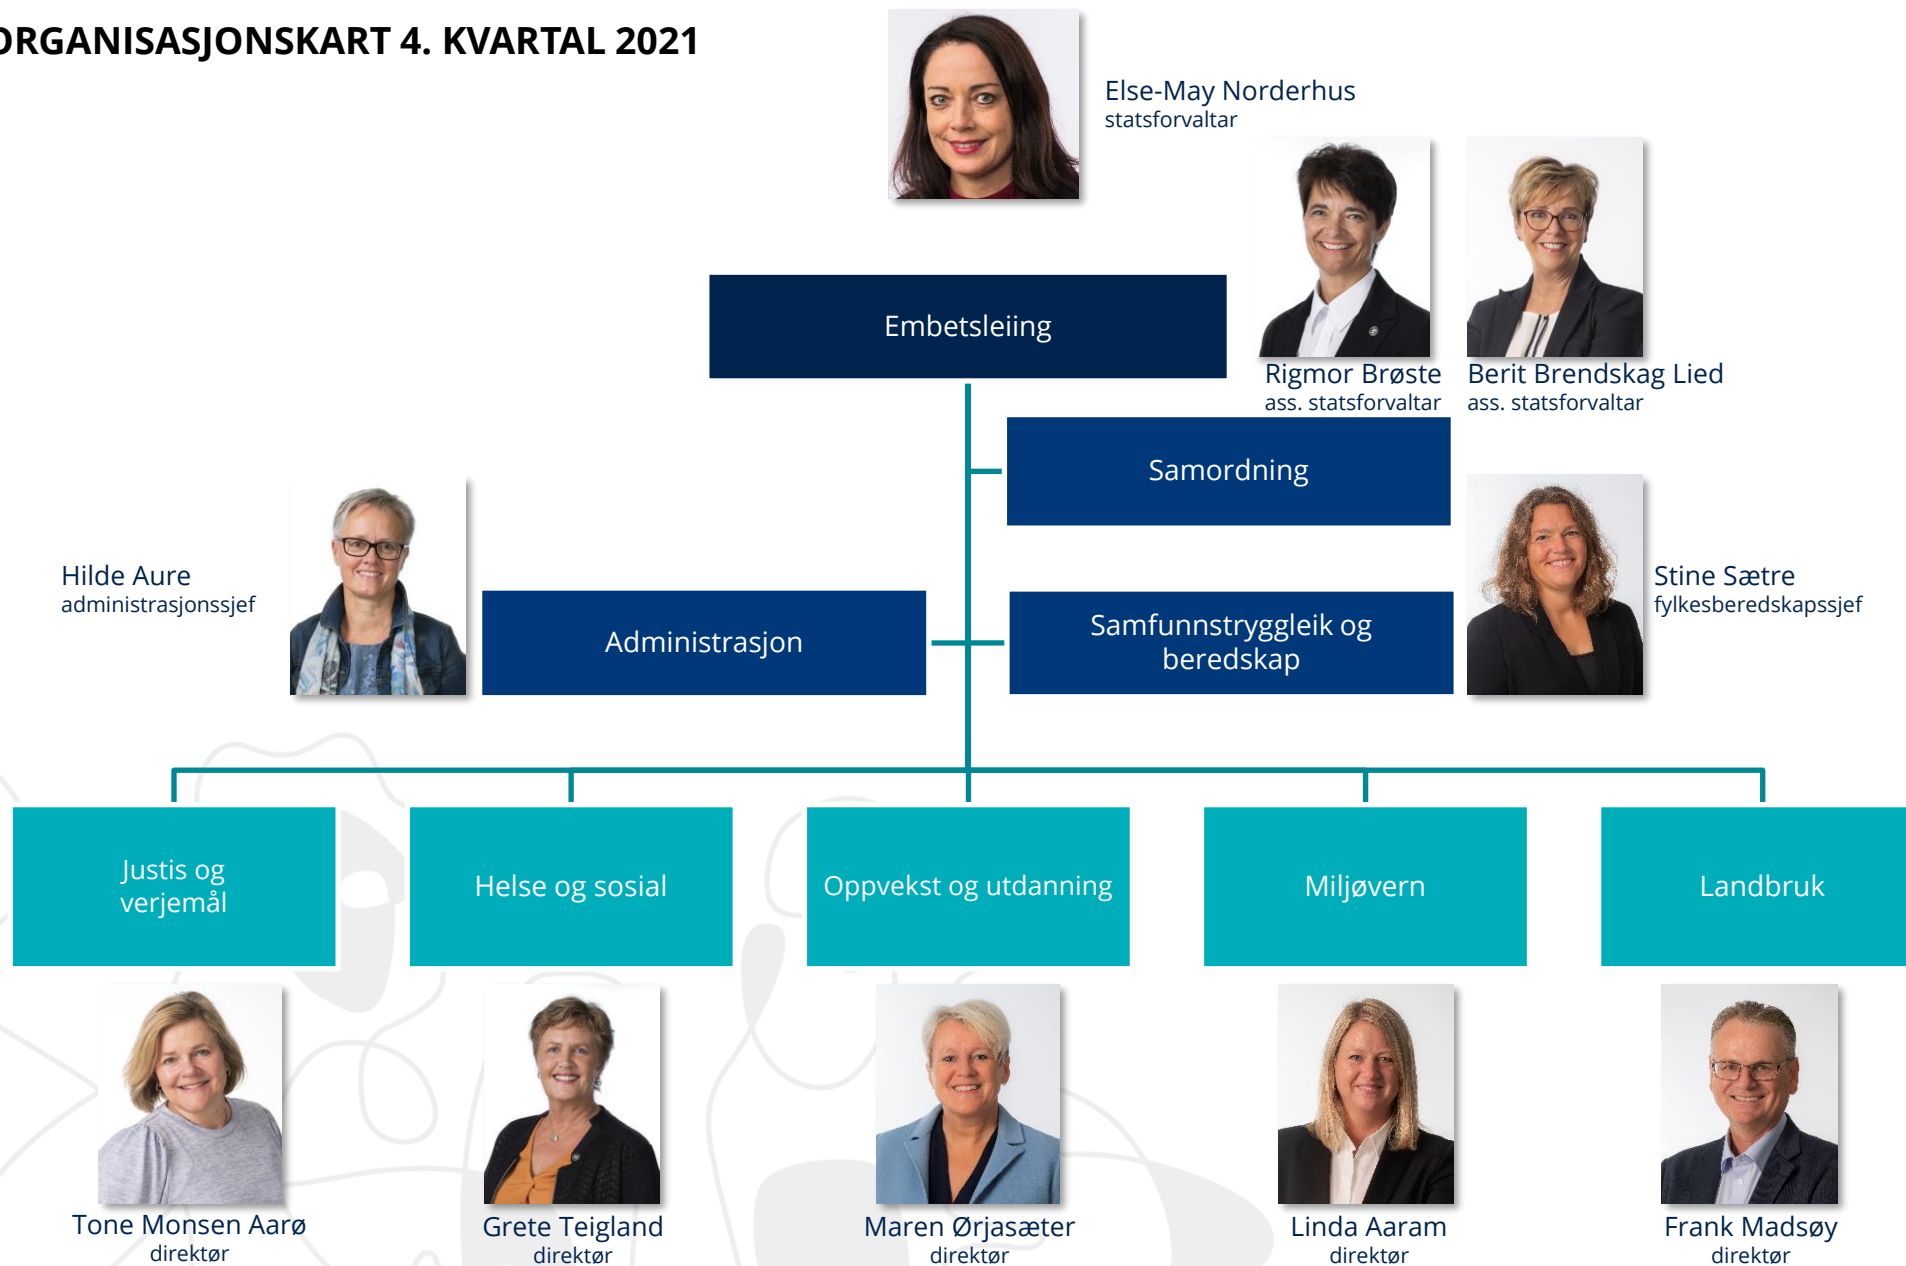 ORGANISASJONSKART 4. KVARTAL 2021
Else-May Norderhus
statsforvaltar
Embetsleiing
Rigmor Brøste
ass. statsforvaltar
Berit Brendskag Lied
ass. statsforvaltar
Samordning
Hilde Aure
administrasjonssjef
Administrasjon
Samfunnstryggleik og
beredskap
Stine Sætre
fylkesberedskapssjef
Justis og
verjemål
Helse og sosial
Oppvekst og utdanning
Miljøvern
Landbruk
Tone Monsen Aarø
direktør
Grete Teigland
direktør
Maren Ørjasæter
direktør
Linda Aaram
direktør
Frank Madsøy
direktør